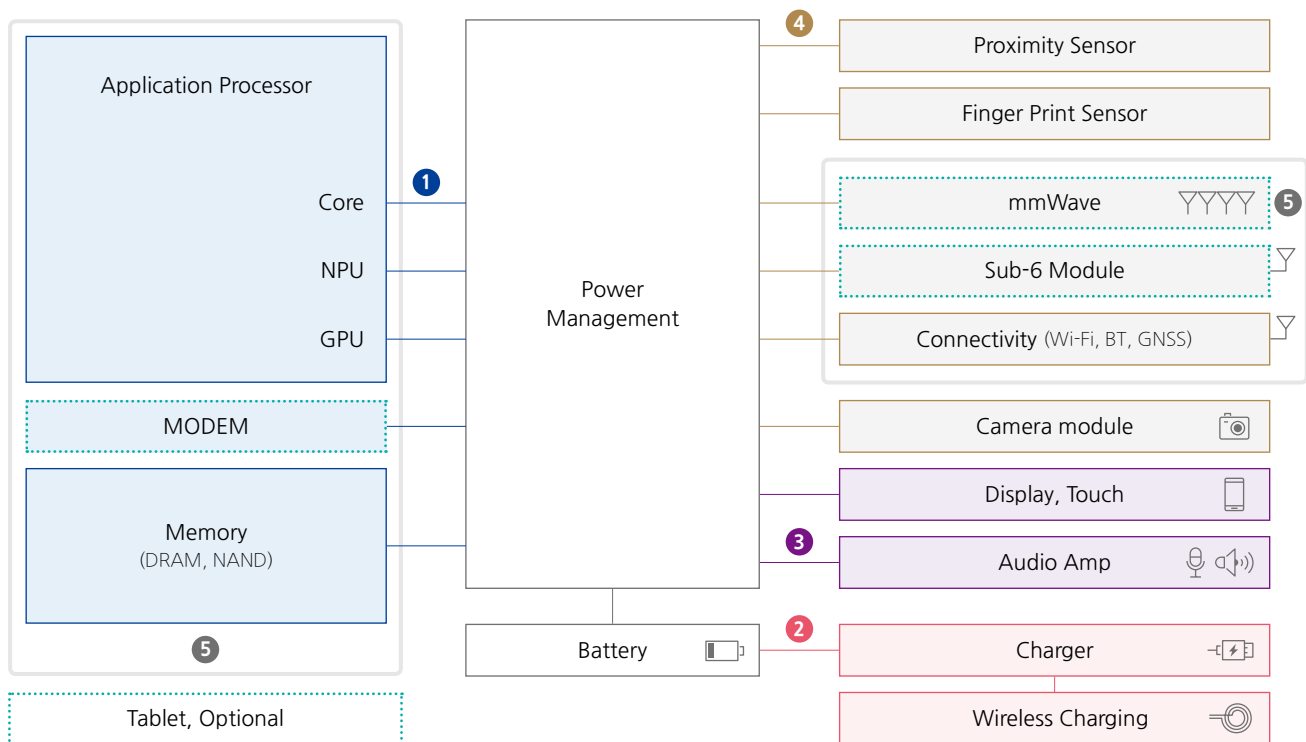 Application Processor
Core
NPU
GPU
MODEM
Memory
(DRAM, NAND)
5
Tablet, Optional
1
Power
Management
Battery
4
Proximity Sensor
Finger Print Sensor
mmWave
5
Sub-6 Module
Connectivity (Wi-Fi, BT, GNSS)
Camera module
Display, Touch
3
Audio Amp
2
Charger
Wireless Charging